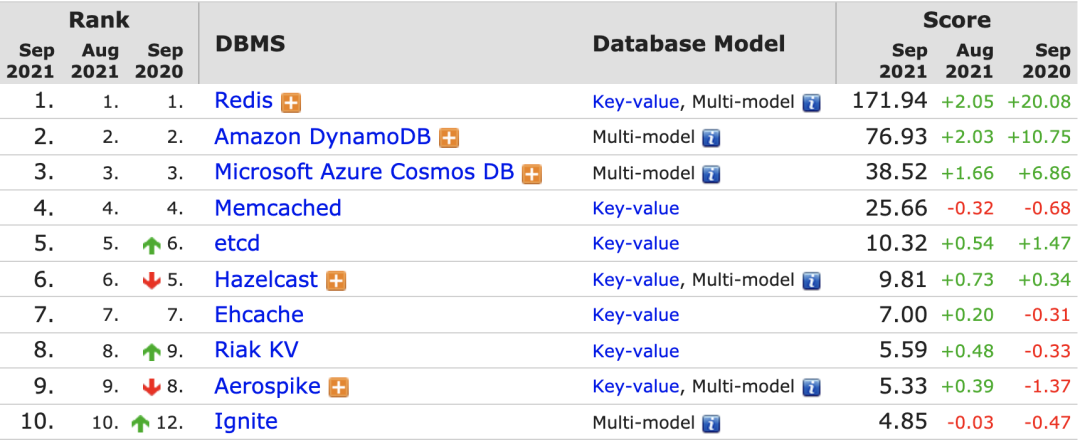 Rank Score
Sep Aug Sep DBMS Database Model Sep Aug Sep
2021 2021 2020 2021 2021 2020
1. 1. 1. Redis Key-value, Multi-model 171.94 +2.05 +20.08
2. 2. 2. Amazon DynamoDB Multi-model 76.93 +2.03 +10.75
3. 3. 3. Microsoft Azure Cosmos DB Multi-model 38.52 +1.66 +6.86
4. 4. 4. Memcached Key-value 25.66 -0.32 -0.68
5. 5. 6. etcd Key-value 10.32 +0.54 +1.47
6. 6. 5. Hazelcast Key-value, Multi-model 9.81 +0.73 +0.34
7. 7. 7. Ehcache Key-value 7.00 +0.20 -0.31
8. 8. 9. Riak KV Key-value 5.59 +0.48 -0.33
9. 9. 8. Aerospike Key-value, Multi-model 5.33 +0.39 -1.37
10. 10. 12. Ignite Multi-model 4.85 -0.03 -0.47